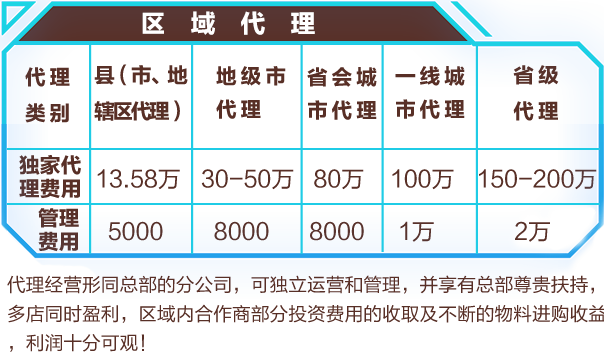 区域代理
代理类别 县（市、地辖区代理） 地级市代理 省会城市代理 一线城市代理 省级代理
独家代理费用 13.58万 30-50万 80万 100万 150-200万
管理费用 5000 8000 8000 1万 2万
代理经营形同总部的分公司，可独立运营和管理，并享有总部尊贵扶持，
多店同时盈利，区域内合作商部分投资费用的收取及不断的物料进购收益
，利润十分可观！